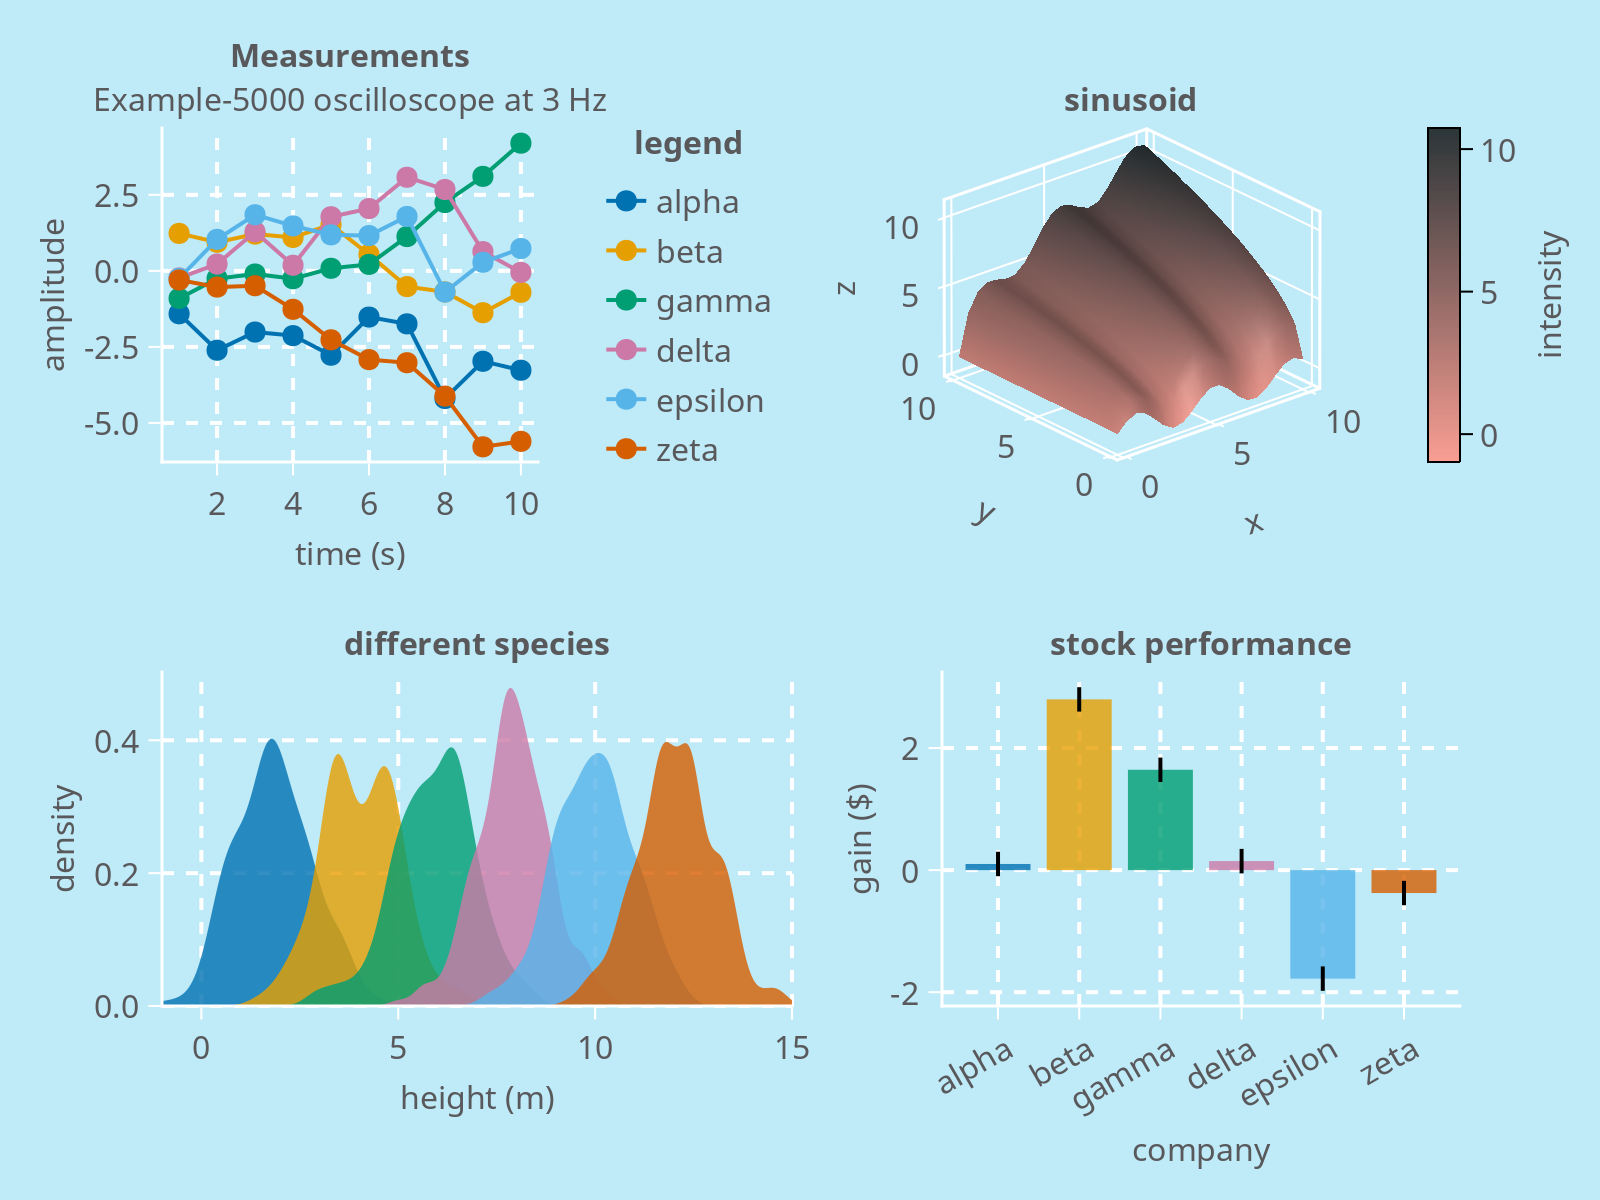 Measurements
Example-5000 oscilloscope at 3 Hz
amplitude
2.5
0.0
-2.5
-5.0
2 4 6 8 10
time (s)
legend
alpha
beta
gamma
delta
epsilon
zeta
sinusoid
z
10
5
0
10
5
0
y
0
5
10
x
10
5
0
intensity
different species
density
0.4
0.2
0.0
0 5 10 15
height (m)
stock performance
gain ($)
2
0
-2
alpha beta gamma delta epsilon zeta
company